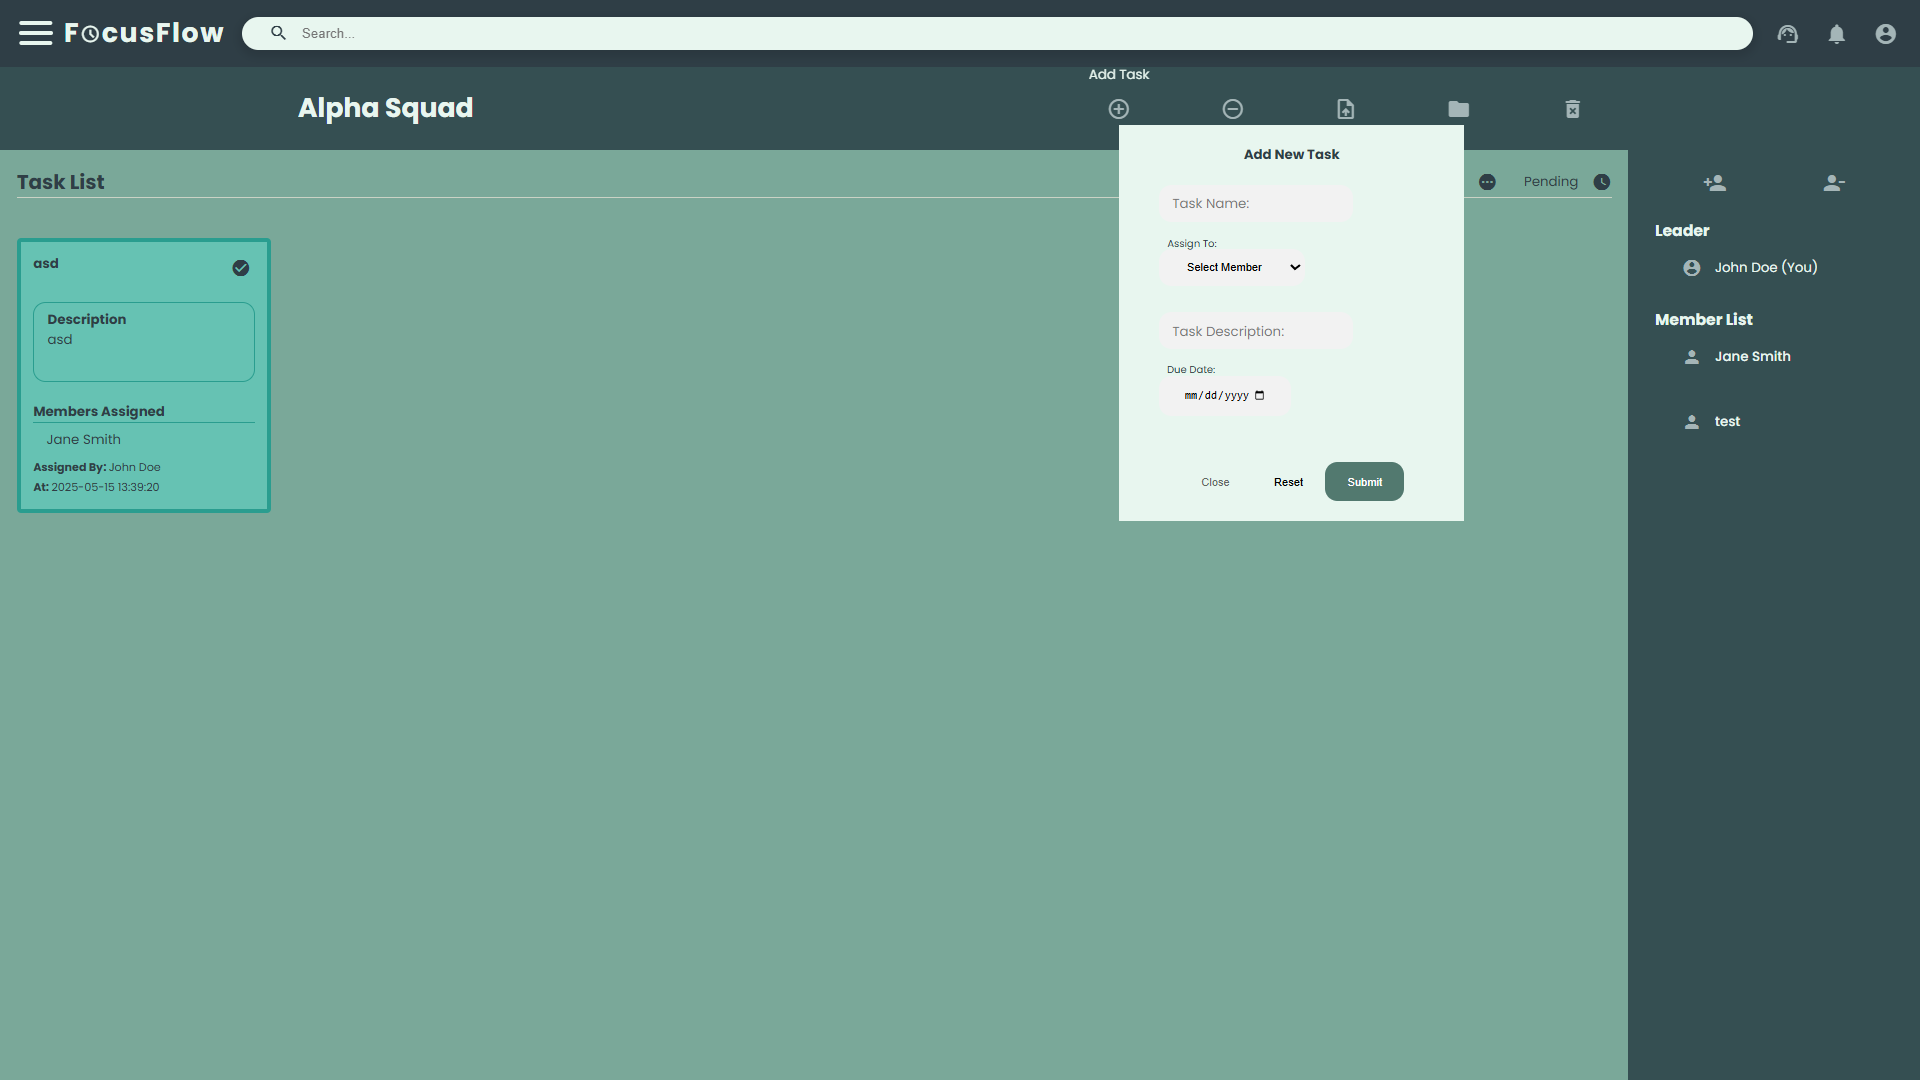 FocusFlow
Search...
Add Task
Alpha Squad
Task List
Pending
asd
Description
asd
Members Assigned
Jane Smith
Assigned By: John Doe
At: 2025-05-15 13:39:20
Add New Task
Task Name:
Assign To:
Select Member
Task Description:
Due Date:
mm/dd/yyyy
Close
Reset
Submit
Leader
John Doe (You)
Member List
Jane Smith
test